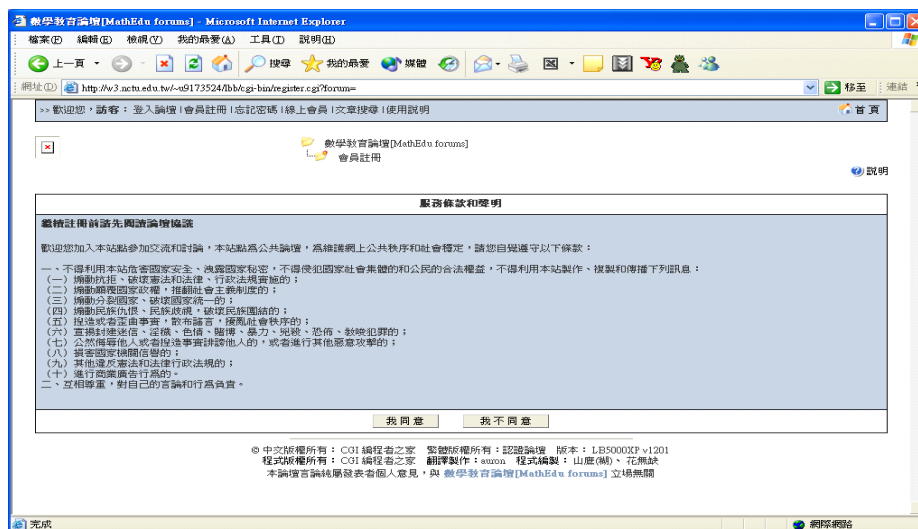 數學教育論壇[MathEdu forums] - Microsoft Internet Explorer
檔案(F) 編輯(E) 檢視(V) 我的最愛(A) 工具(T) 說明(H)
上一頁 搜尋 我的最愛 媒體
網址(D) http://w3.nctu.edu.tw/~u9173524/lbb/cgi-bin/register.cgi?forum= 移至 連結
>> 歡迎您,訪客: 登入論壇 | 會員註冊 | 忘記密碼 | 線上會員 | 文章搜尋 | 使用說明 首頁
數學教育論壇[MathEdu forums]
會員註冊
說明
服務條款和聲明
繼續註冊前請先閱讀論壇協議
歡迎您加入本站點參加交流和討論,本站點為公共論壇,為維護網上公共秩序和社會穩定,請您自覺遵守以下條款:
一、不得利用本站危害國家安全、洩露國家秘密,不得侵犯國家社會集體的和公民的合法權益,不得利用本站製作、複製和傳播下列訊息:
(一)煽動抗拒、破壞憲法和法律、行政法規實施的;
(二)煽動顛覆國家政權,推翻社會主義制度的;
(三)煽動分裂國家、破壞國家統一的;
(四)煽動民族仇恨、民族歧視,破壞民族團結的;
(五)捏造或者歪曲事實,散布謠言,擾亂社會秩序的;
(六)宣揚封建迷信、淫穢、色情、賭博、暴力、兇殺、恐怖、教唆犯罪的;
(七)公然侮辱他人或者捏造事實誹謗他人的,或者進行其他惡意攻擊的;
(八)損害國家機關信譽的;
(九)其他違反憲法和法律行政法規的;
(十)進行商業廣告行為的。
二、互相尊重,對自己的言論和行為負責。
我同意 我不同意
© 中文版權所有: CGI 編程者之家 繁體版權所有:認證論壇 版本: LB5000XP v1201
程式版權所有: CGI 編程者之家 翻譯製作:auron 程式編製: 山鷹(糊)、花無缺
本論壇言論純屬發表者個人意見,與 數學教育論壇[MathEdu forums] 立場無關
完成 網際網路